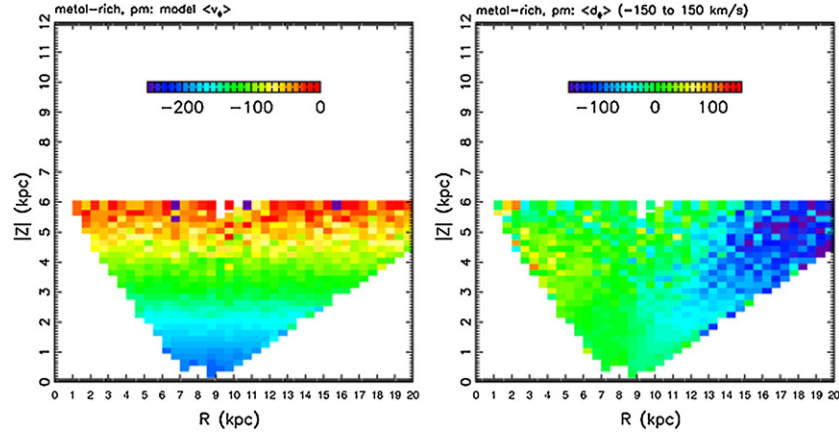 metal-rich, pm: model <v_ϕ>
12
11
10
9
8
7
6
5
4
3
2
1
0
|Z| (kpc)
-200 -100 0
0 1 2 3 4 5 6 7 8 9 10 11 12 13 14 15 16 17 18 19 20
R (kpc)
metal-rich, pm: <d_ϕ> (-150 to 150 km/s)
12
11
10
9
8
7
6
5
4
3
2
1
0
|Z| (kpc)
-100 0 100
0 1 2 3 4 5 6 7 8 9 10 11 12 13 14 15 16 17 18 19 20
R (kpc)